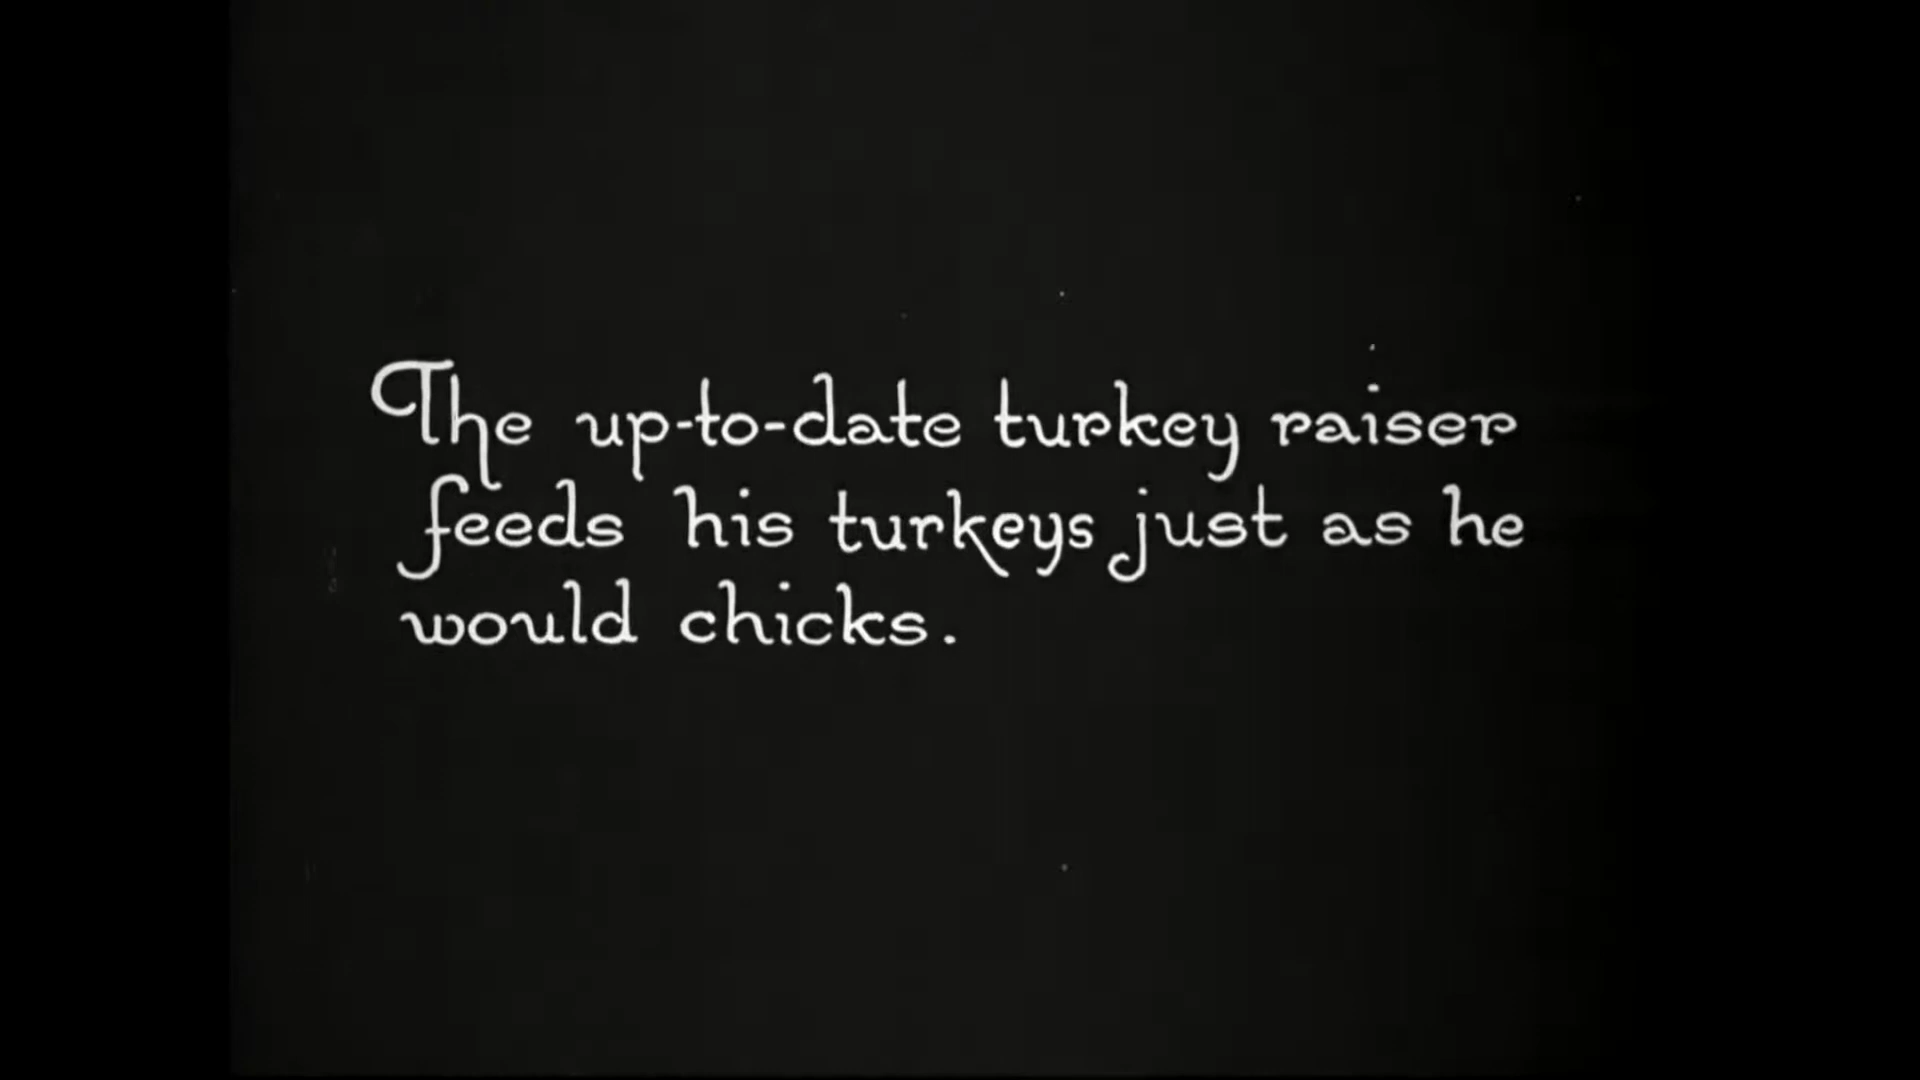 The up-to-date turkey raiser
feeds his turkeys just as he
would chicks.